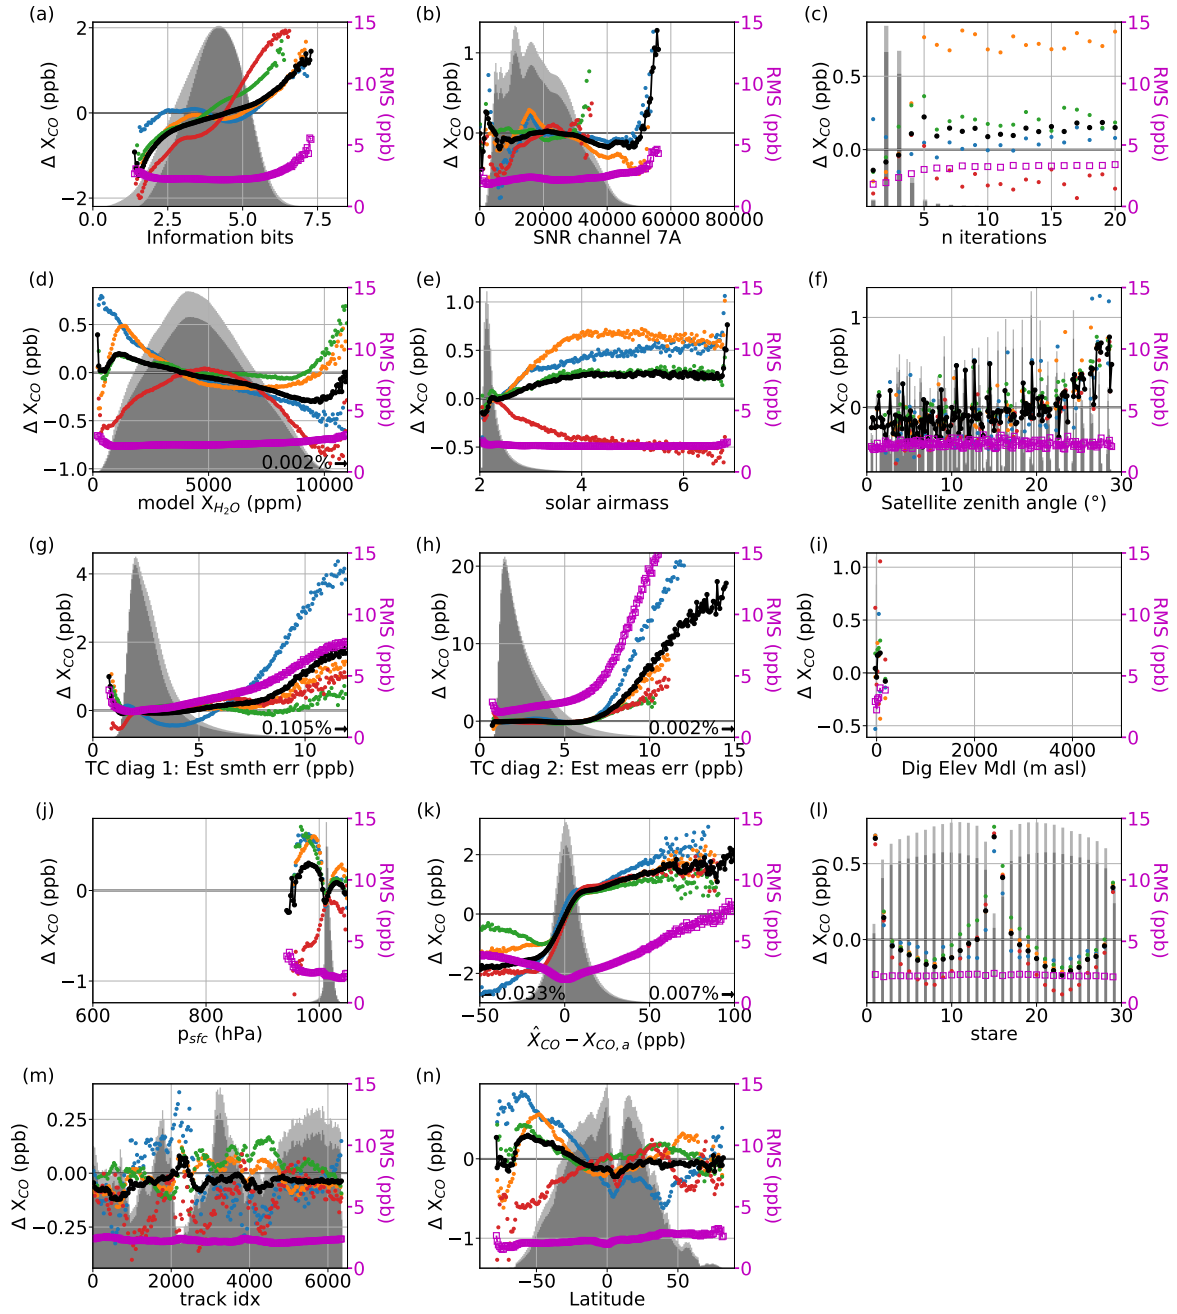 (a)
Δ X_CO (ppb)
2
0
−2
0.0 2.5 5.0 7.5
Information bits
15
10
5
0
RMS (ppb)
(b)
Δ X_CO (ppb)
1
0
0 20000 40000 60000 80000
SNR channel 7A
15
10
5
0
RMS (ppb)
(c)
Δ X_CO (ppb)
0.5
0.0
0 5 10 15 20
n iterations
15
10
5
0
RMS (ppb)
(d)
Δ X_CO (ppb)
0.5
0.0
−0.5
−1.0
0.002%
0 5000 10000
model X_H₂O (ppm)
15
10
5
0
RMS (ppb)
(e)
Δ X_CO (ppb)
1.0
0.5
0.0
−0.5
2 4 6
solar airmass
15
10
5
0
RMS (ppb)
(f)
Δ X_CO (ppb)
1
0
0 10 20 30
Satellite zenith angle (°)
15
10
5
0
RMS (ppb)
(g)
Δ X_CO (ppb)
4
2
0
0.105%
0 5 10
TC diag 1: Est smth err (ppb)
15
10
5
0
RMS (ppb)
(h)
Δ X_CO (ppb)
20
10
0
0.002%
0 5 10 15
TC diag 2: Est meas err (ppb)
15
10
5
0
RMS (ppb)
(i)
Δ X_CO (ppb)
1.0
0.5
0.0
−0.5
0 2000 4000
Dig Elev Mdl (m asl)
15
10
5
0
RMS (ppb)
(j)
Δ X_CO (ppb)
0
−1
600 800 1000
p_sfc (hPa)
15
10
5
0
RMS (ppb)
(k)
Δ X_CO (ppb)
2
0
−2
0.033%
0.007%
−50 0 50 100
X̂_CO − X_CO,a (ppb)
15
10
5
0
RMS (ppb)
(l)
Δ X_CO (ppb)
0.5
0.0
0 10 20 30
stare
15
10
5
0
RMS (ppb)
(m)
Δ X_CO (ppb)
0.25
0.00
−0.25
0 2000 4000 6000
track idx
15
10
5
0
RMS (ppb)
(n)
Δ X_CO (ppb)
1
0
−1
−50 0 50
Latitude
15
10
5
0
RMS (ppb)